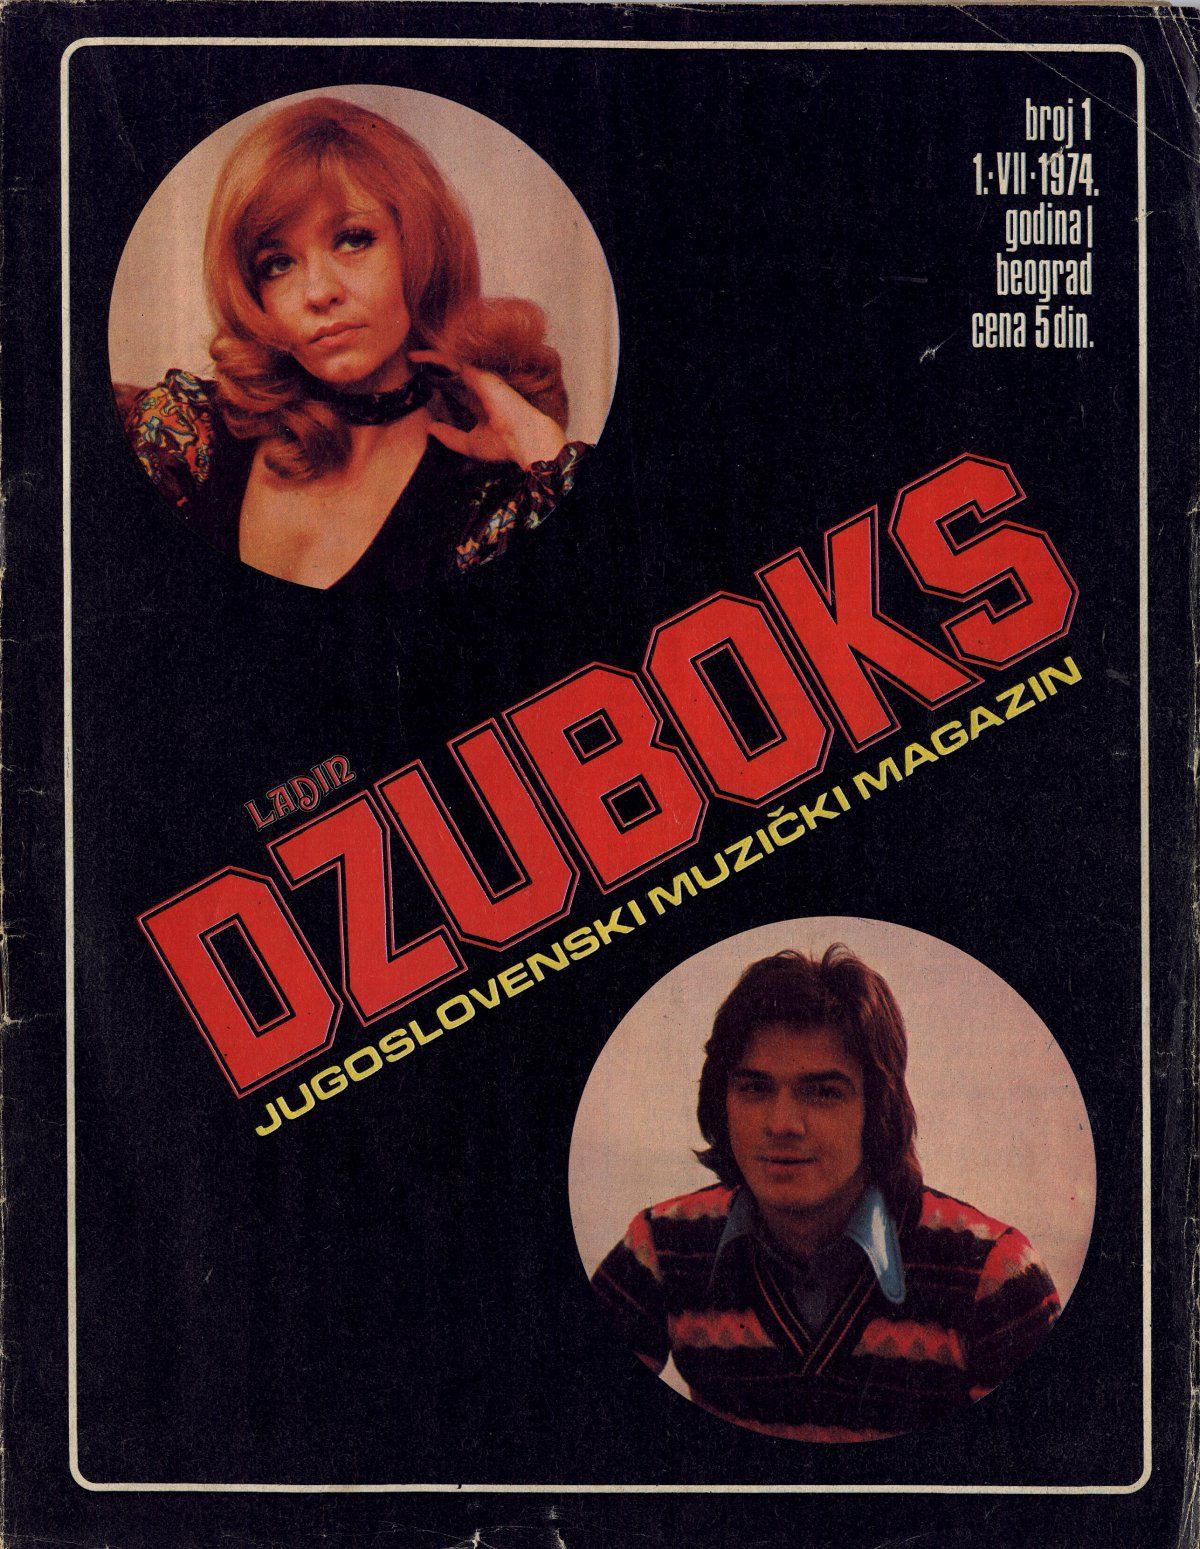 broj 1
1.·VII·1974.
godina I
beograd
cena 5 din.
LADIN
DZUBOKS
JUGOSLOVENSKI MUZIČKI MAGAZIN